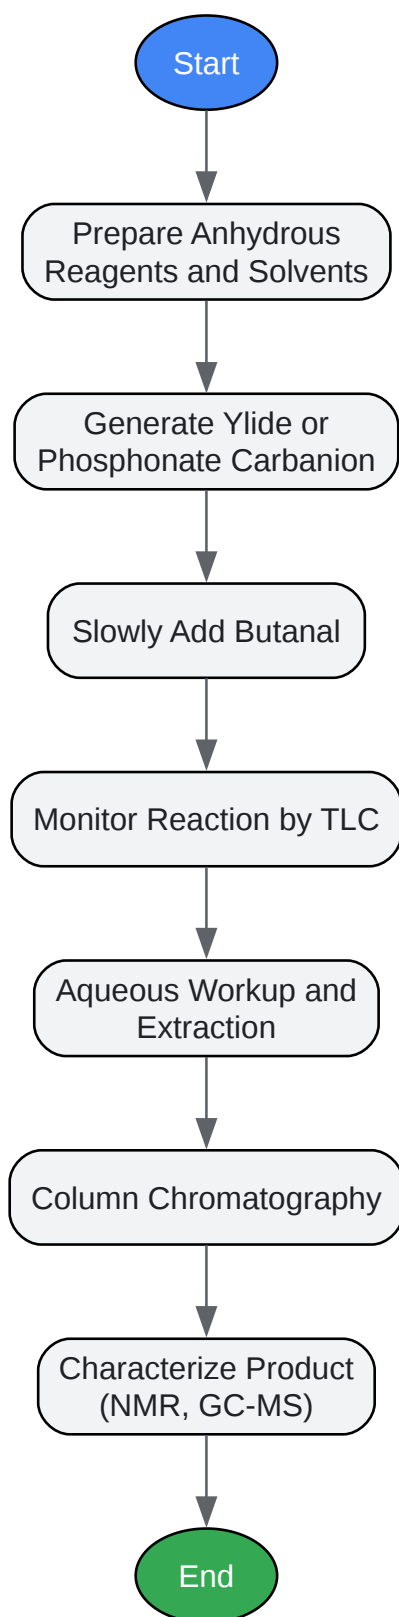 Start
Prepare Anhydrous
Reagents and Solvents
Generate Ylide or
Phosphonate Carbanion
Slowly Add Butanal
Monitor Reaction by TLC
Aqueous Workup and
Extraction
Column Chromatography
Characterize Product
(NMR, GC-MS)
End